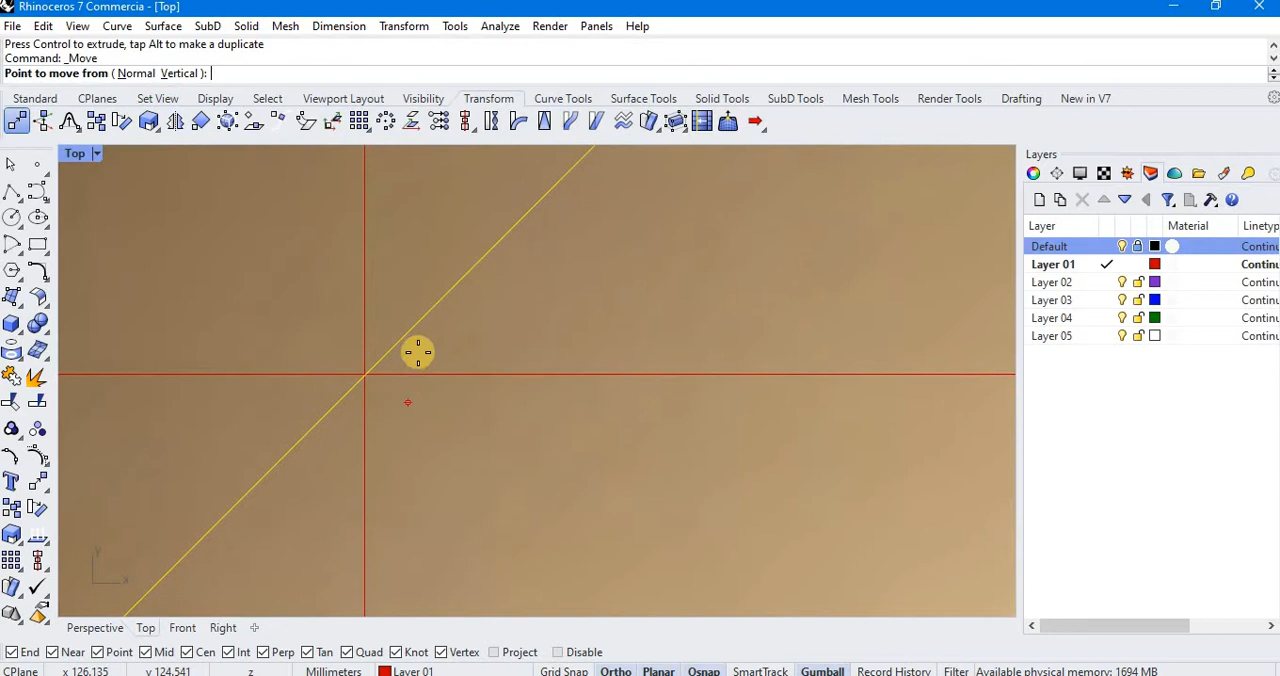 Rhinoceros 7 Commercia - [Top]
File Edit View Curve Surface SubD Solid Mesh Dimension Transform Tools Analyze Render Panels Help
Press Control to extrude, tap Alt to make a duplicate
Command: _Move
Point to move from ( Normal Vertical ):
Standard CPlanes Set View Display Select Viewport Layout Visibility Transform Curve Tools Surface Tools Solid Tools SubD Tools Mesh Tools Render Tools Drafting New in V7
Top
Layers
Layer Material Linetyp
Default Continu
Layer 01 Continu
Layer 02 Continu
Layer 03 Continu
Layer 04 Continu
Layer 05 Continu
y
x
Perspective Top Front Right
End Near Point Mid Cen Int Perp Tan Quad Knot Vertex Project Disable
CPlane x 126.135 y 124.541 z Millimeters Layer 01 Grid Snap Ortho Planar Osnap SmartTrack Gumball Record History Filter Available physical memory: 1694 MB